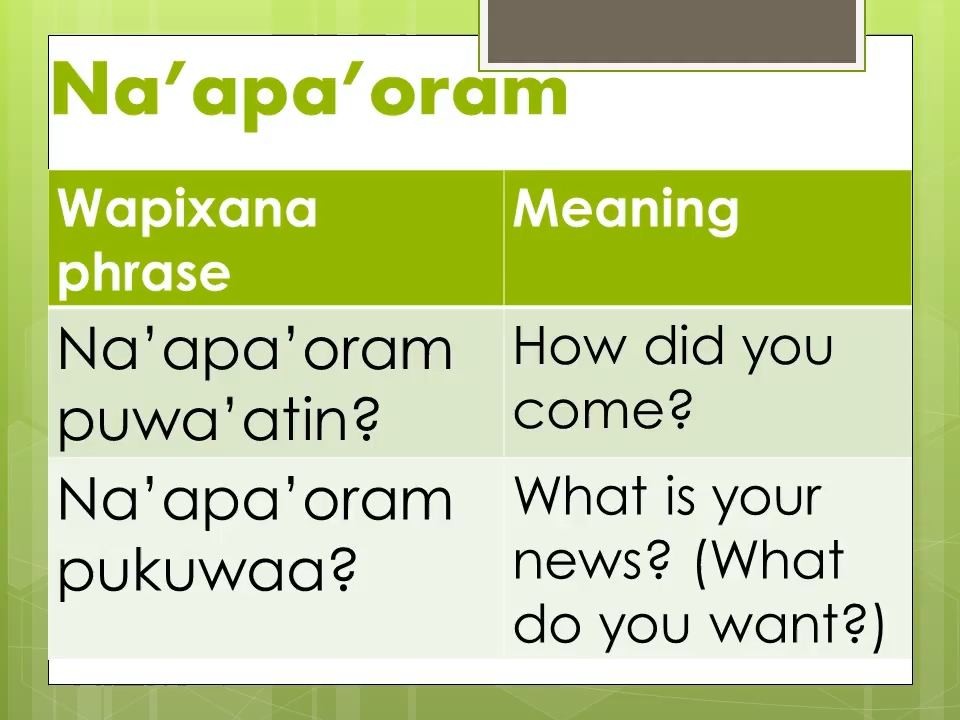 Na’apa’oram
Wapixana
phrase
Meaning
Na’apa’oram
puwa’atin?
How did you
come?
Na’apa’oram
pukuwaa?
What is your
news? (What
do you want?)